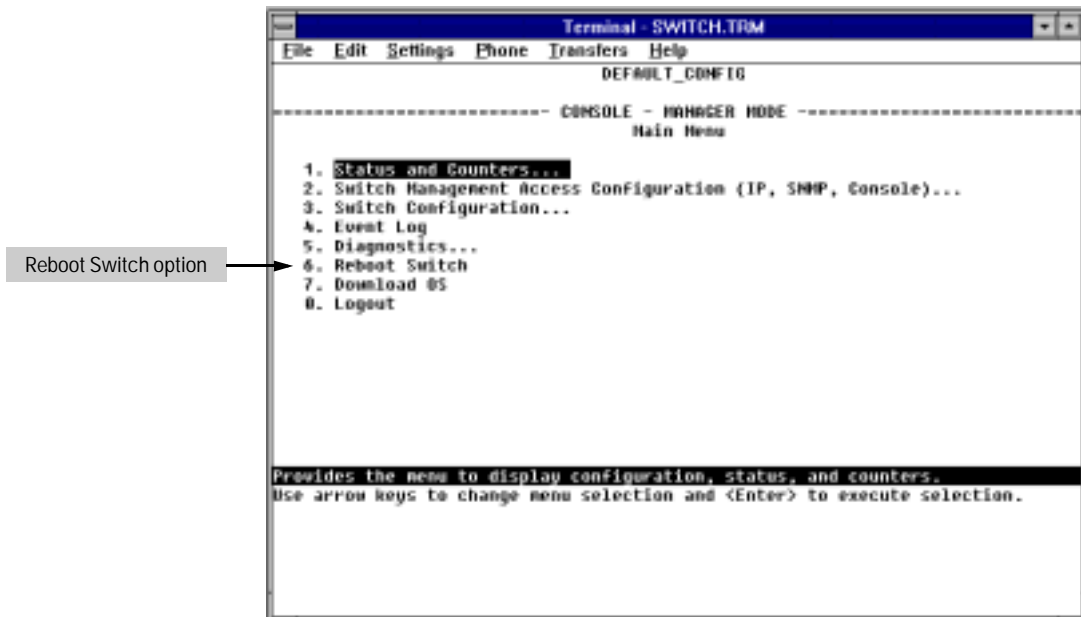 Terminal - SWITCH.TRM
File Edit Settings Phone Transfers Help
DEFAULT_CONFIG
-------------------------- CONSOLE - MANAGER MODE --------------------------
Main Menu
1. Status and Counters...
2. Switch Management Access Configuration (IP, SNMP, Console)...
3. Switch Configuration...
4. Event Log
5. Diagnostics...
Reboot Switch option
6. Reboot Switch
7. Download OS
0. Logout
Provides the menu to display configuration, status, and counters.
Use arrow keys to change menu selection and <Enter> to execute selection.